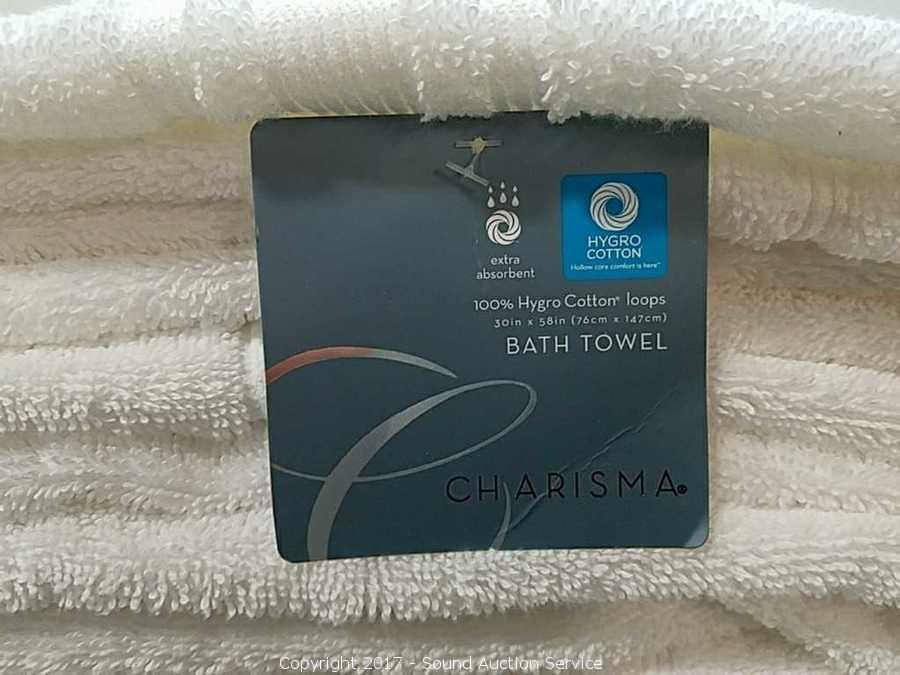 extra
absorbent
HYGRO
COTTON
Hollow core comfort is here™
100% Hygro Cotton® loops
30in x 58in (76cm x 147cm)
BATH TOWEL
CHARISMA®
Copyright 2017 - Sound Auction Service